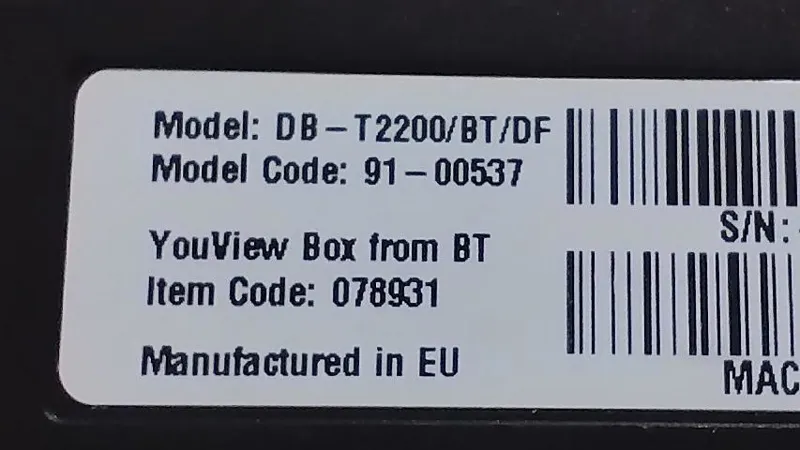 Model: DB-T2200/BT/DF
Model Code: 91-00537
S/N:
YouView Box from BT
Item Code: 078931
Manufactured in EU
MAC